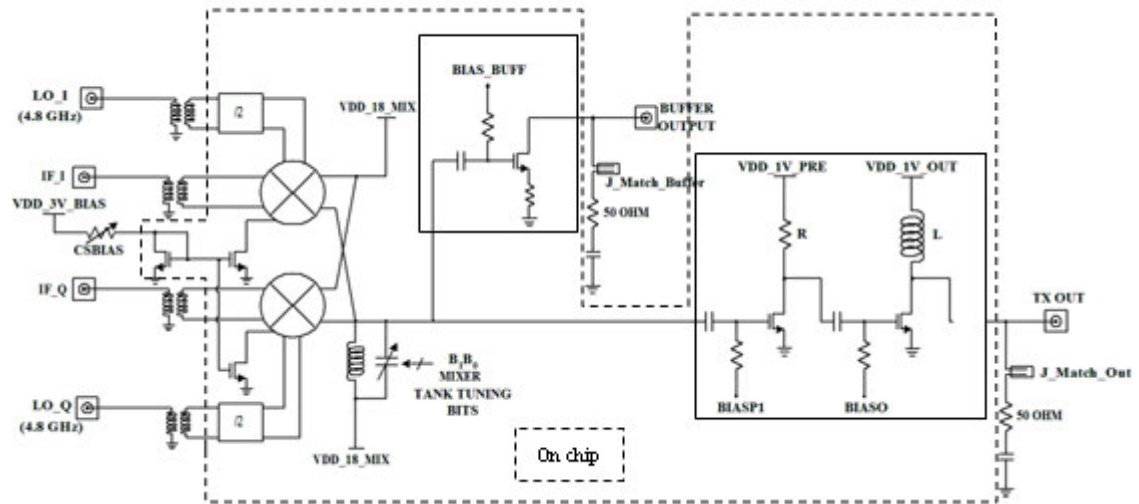 LO_I
(4.8 GHz)
/2
IF_I
VDD_3V_BIAS
CSBIAS
IF_Q
LO_Q
(4.8 GHz)
/2
VDD_18_MIX
BIAS_BUFF
BUFFER
OUTPUT
J_Match_Buffer
50 OHM
B1B0
MIXER
TANK TUNING
BITS
VDD_18_MIX
On chip
VDD_1V_PRE
VDD_1V_OUT
R
L
BIASP1
BIASO
TX OUT
J_Match_Out
50 OHM